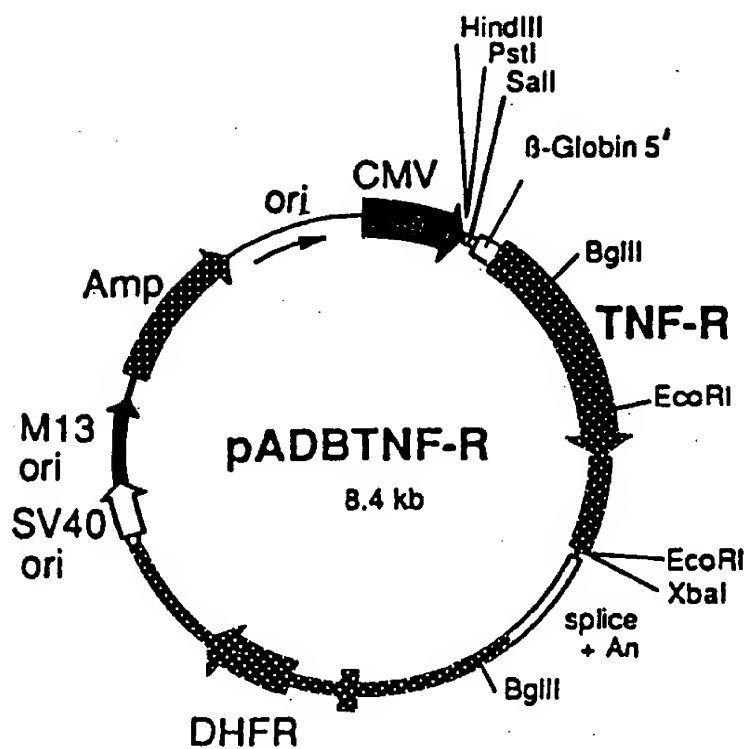 HindIII
PstI
SalI
β-Globin 5'
CMV
ori
BglII
Amp
TNF-R
EcoRI
M13
ori
pADBTNF-R
8.4 kb
SV40
ori
EcoRI
XbaI
splice
+ An
BglII
DHFR